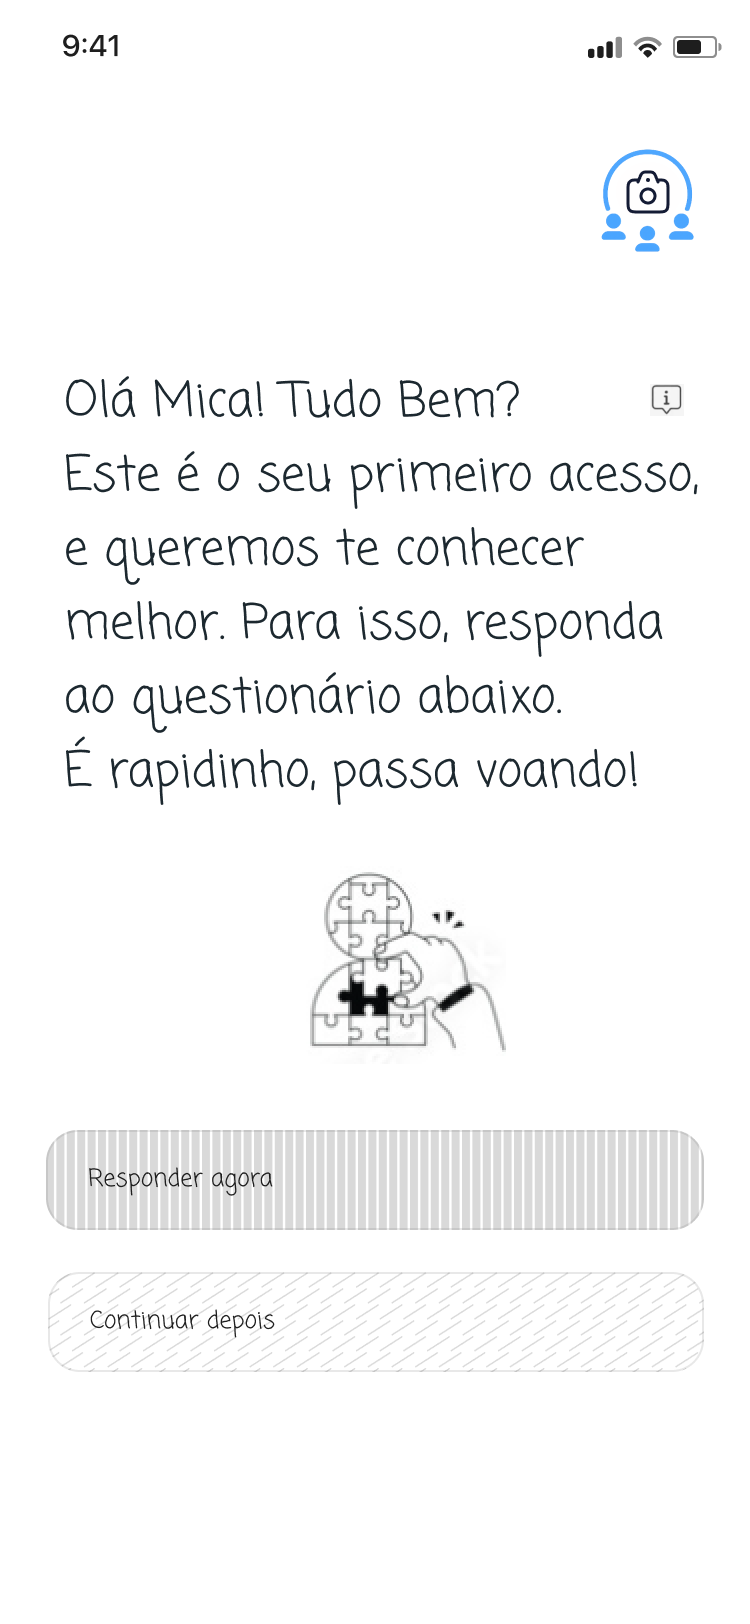 9:41
Olá Mica! Tudo Bem?
Este é o seu primeiro acesso,
e queremos te conhecer
melhor. Para isso, responda
ao questionário abaixo.
É rapidinho, passa voando!
Responder agora
Continuar depois